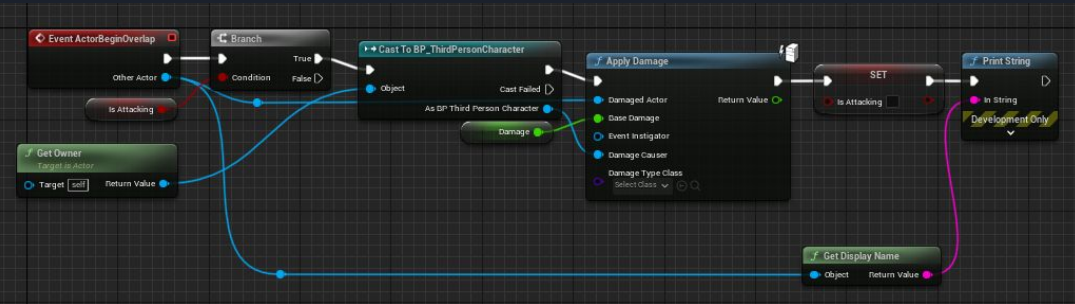 Event ActorBeginOverlap
Other Actor
Is Attacking
Branch
True
Condition
False
Get Owner
Target is Actor
Target
self
Return Value
Cast To BP_ThirdPersonCharacter
Object
Cast Failed
As BP Third Person Character
Damage
Apply Damage
Damaged Actor
Return Value
Base Damage
Event Instigator
Damage Causer
Damage Type Class
Select Class
SET
Is Attacking
Print String
In String
Development Only
Get Display Name
Object
Return Value